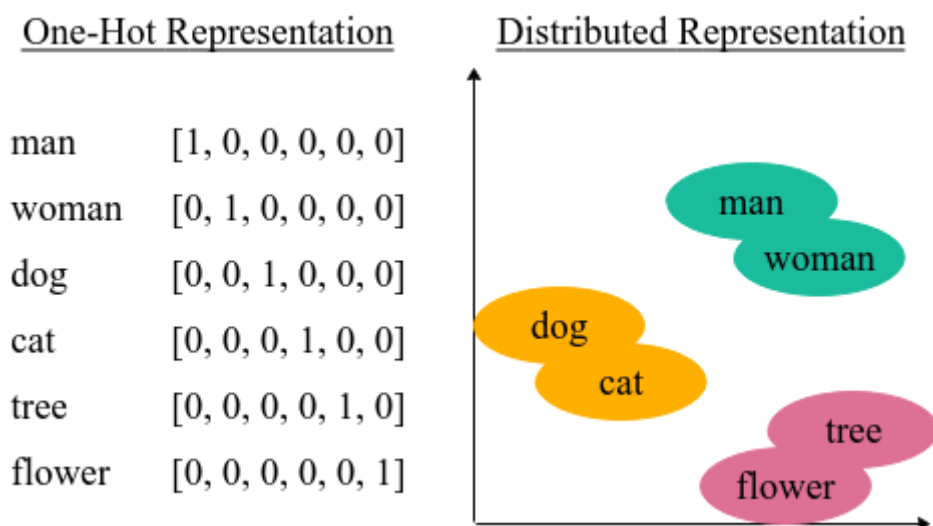 One-Hot Representation
man [1, 0, 0, 0, 0, 0]
woman [0, 1, 0, 0, 0, 0]
dog [0, 0, 1, 0, 0, 0]
cat [0, 0, 0, 1, 0, 0]
tree [0, 0, 0, 0, 1, 0]
flower [0, 0, 0, 0, 0, 1]
Distributed Representation
man
woman
dog
cat
tree
flower